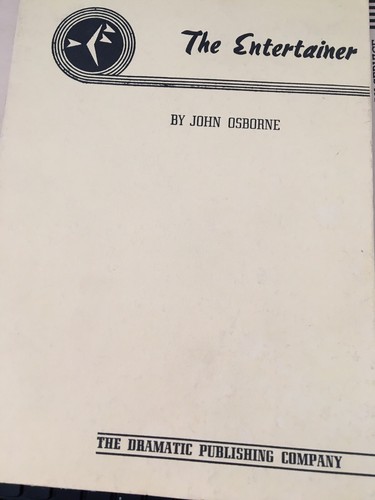 The Entertainer
BY JOHN OSBORNE
THE DRAMATIC PUBLISHING COMPANY